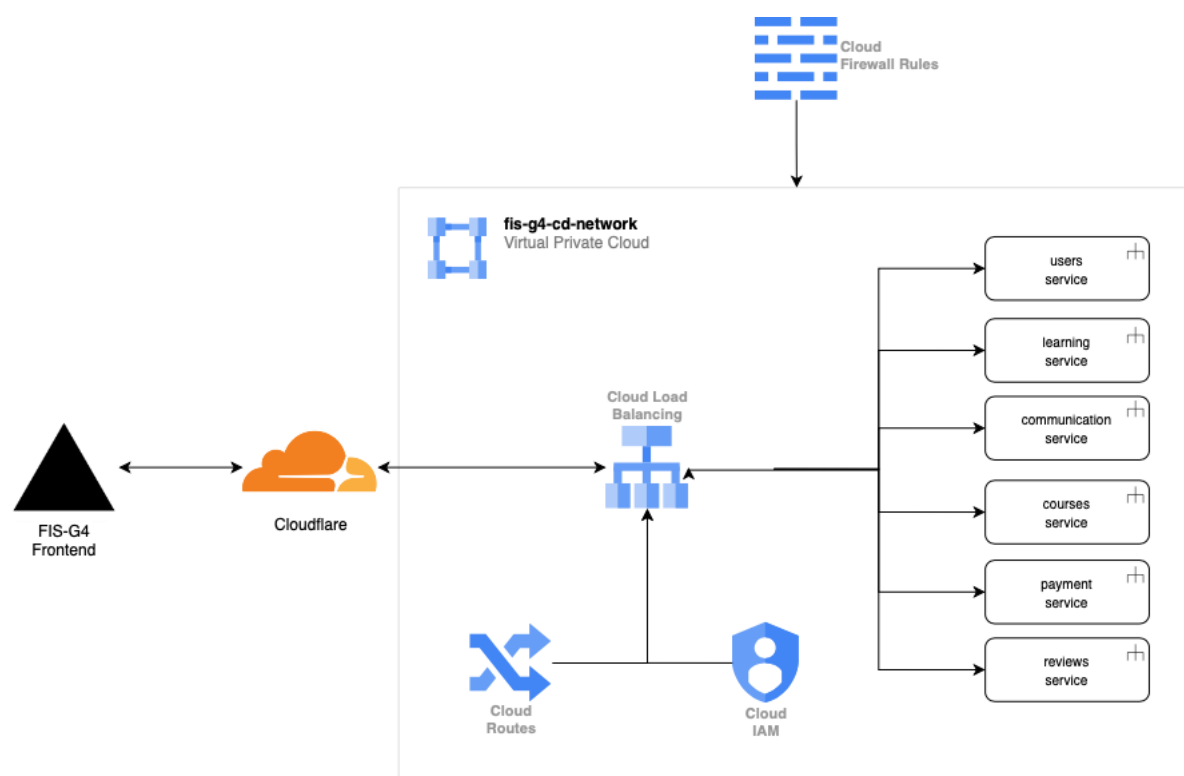 Cloud
Firewall Rules
fis-g4-cd-network
Virtual Private Cloud
users
service
learning
service
Cloud Load
Balancing
communication
service
FIS-G4
Frontend
Cloudflare
courses
service
payment
service
Cloud
Routes
Cloud
IAM
reviews
service